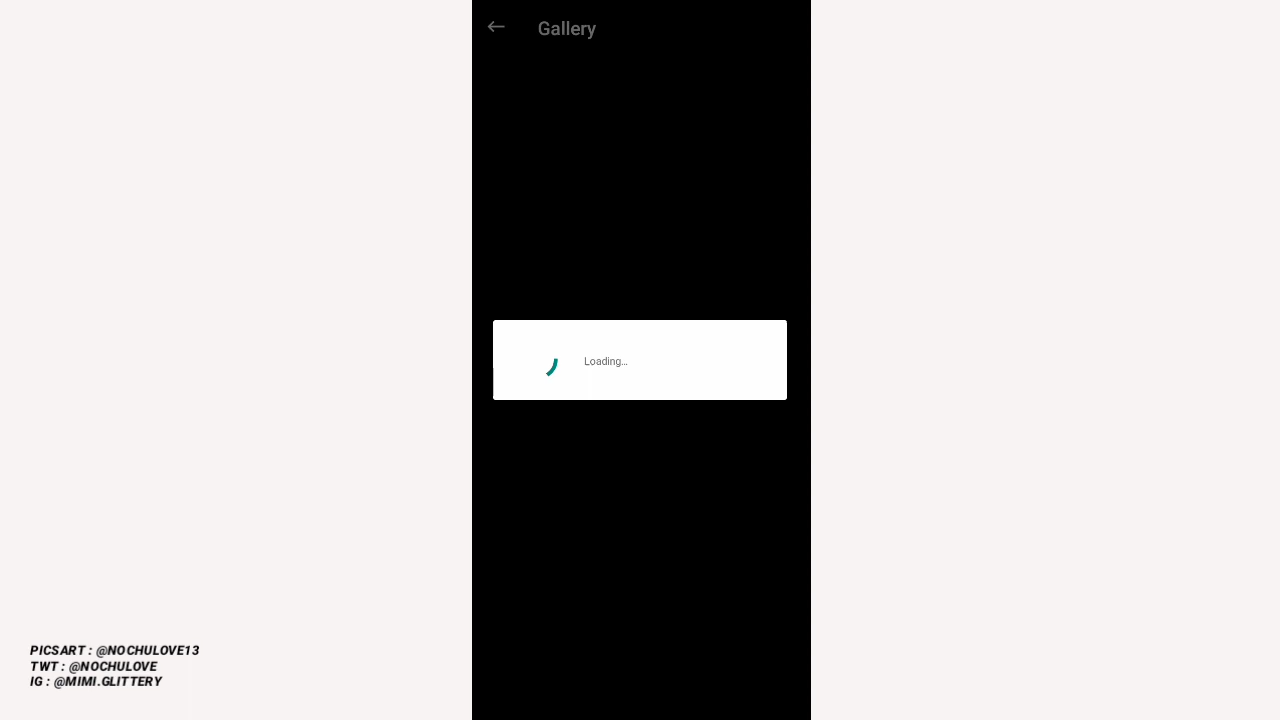 Gallery
Loading...
PICSART : @NOCHULOVE13
TWT : @NOCHULOVE
IG : @MIMI.GLITTERY